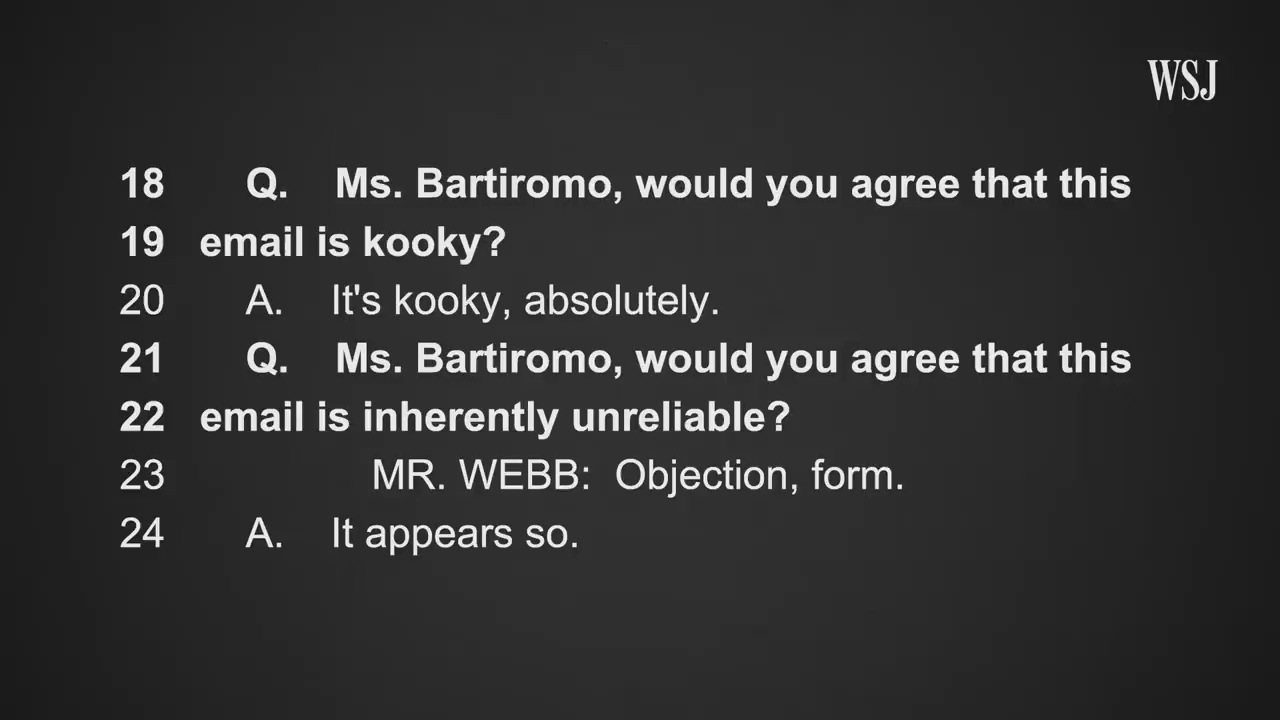 WSJ
18 Q. Ms. Bartiromo, would you agree that this
19 email is kooky?
20 A. It's kooky, absolutely.
21 Q. Ms. Bartiromo, would you agree that this
22 email is inherently unreliable?
23 MR. WEBB: Objection, form.
24 A. It appears so.